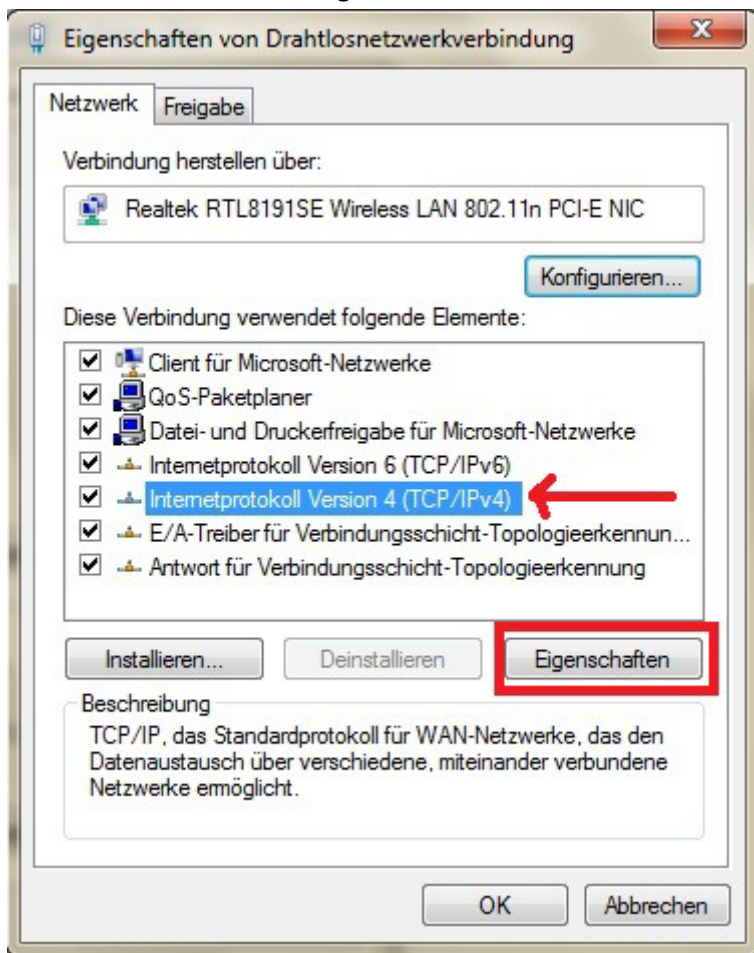 Eigenschaften von Drahtlosnetzwerkverbindung
Netzwerk Freigabe
Verbindung herstellen über:
Realtek RTL8191SE Wireless LAN 802.11n PCI-E NIC
Konfigurieren...
Diese Verbindung verwendet folgende Elemente:
Client für Microsoft-Netzwerke
QoS-Paketplaner
Datei- und Druckerfreigabe für Microsoft-Netzwerke
Internetprotokoll Version 6 (TCP/IPv6)
Internetprotokoll Version 4 (TCP/IPv4)
E/A-Treiber für Verbindungsschicht-Topologieerkennun...
Antwort für Verbindungsschicht-Topologieerkennung
Installieren... Deinstallieren Eigenschaften
Beschreibung
TCP/IP, das Standardprotokoll für WAN-Netzwerke, das den
Datenaustausch über verschiedene, miteinander verbundene
Netzwerke ermöglicht.
OK Abbrechen